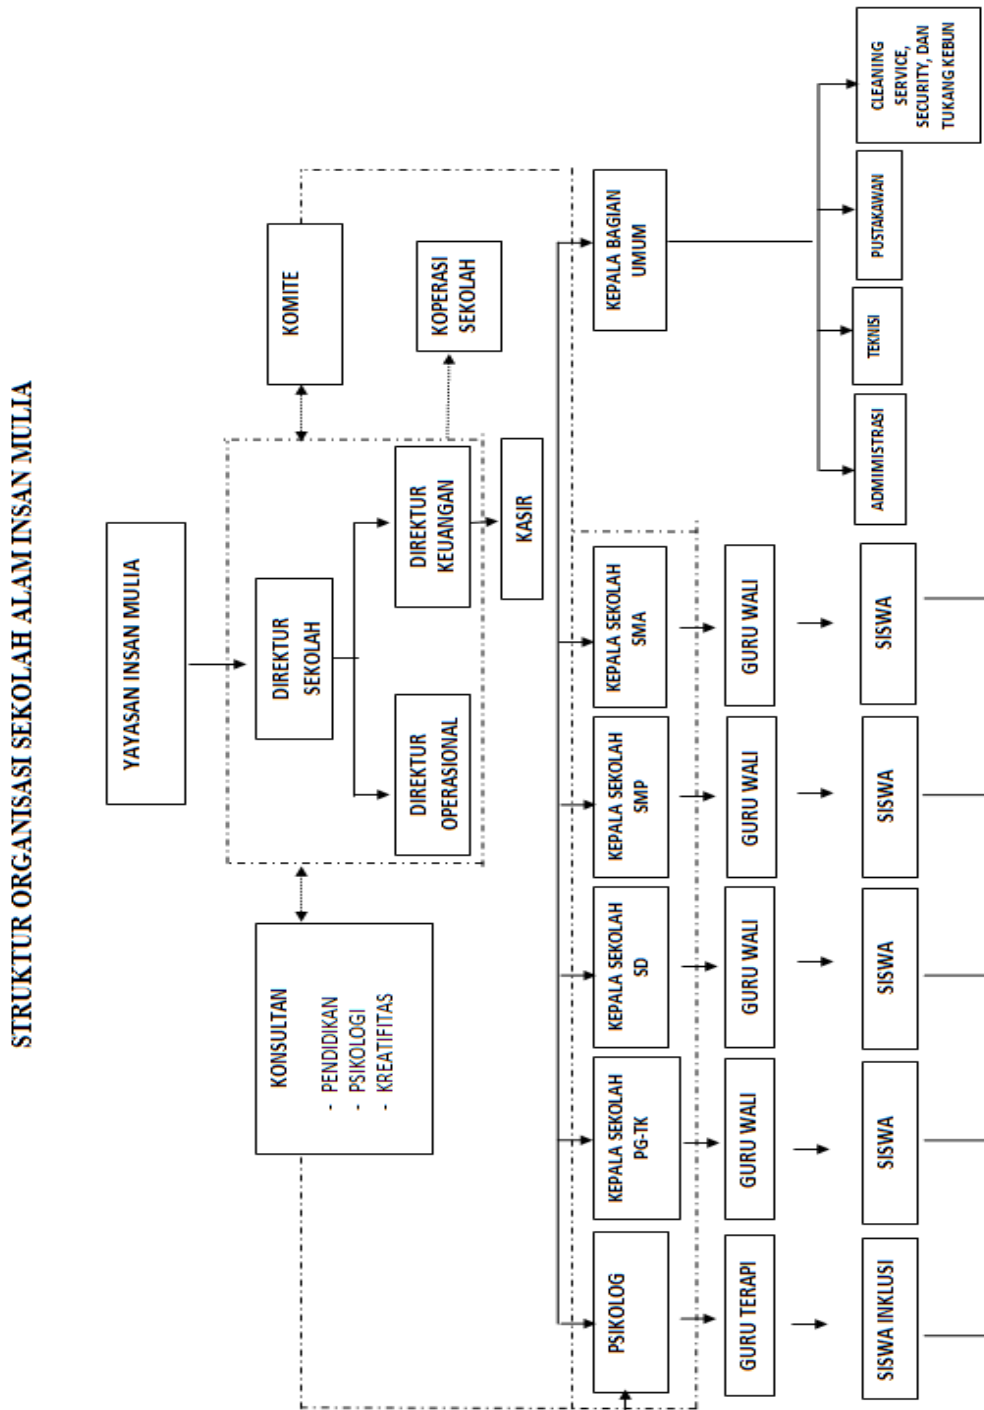 STRUKTUR ORGANISASI SEKOLAH ALAM INSAN MULIA
YAYASAN INSAN MULIA
KONSULTAN
- PENDIDIKAN
- PSIKOLOGI
- KREATIFITAS
DIREKTUR
SEKOLAH
KOMITE
DIREKTUR
OPERASIONAL
DIREKTUR
KEUANGAN
KOPERASI
SEKOLAH
KASIR
PSIKOLOG
KEPALA SEKOLAH
PG-TK
KEPALA SEKOLAH
SD
KEPALA SEKOLAH
SMP
KEPALA SEKOLAH
SMA
KEPALA BAGIAN
UMUM
GURU TERAPI
GURU WALI
GURU WALI
GURU WALI
GURU WALI
SISWA INKLUSI
SISWA
SISWA
SISWA
SISWA
ADMIMISTRASI
TEKNISI
PUSTAKAWAN
CLEANING
SERVICE,
SECURITY, DAN
TUKANG KEBUN